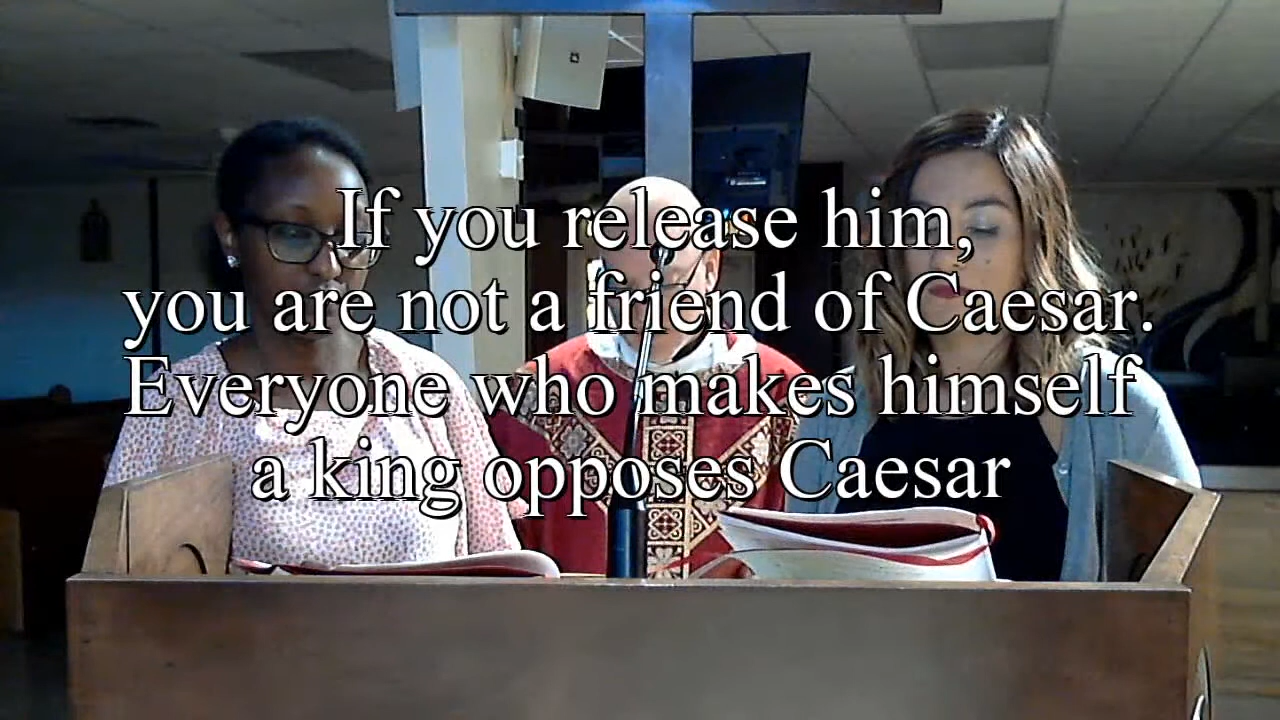 If you release him,
you are not a friend of Caesar.
Everyone who makes himself
a king opposes Caesar